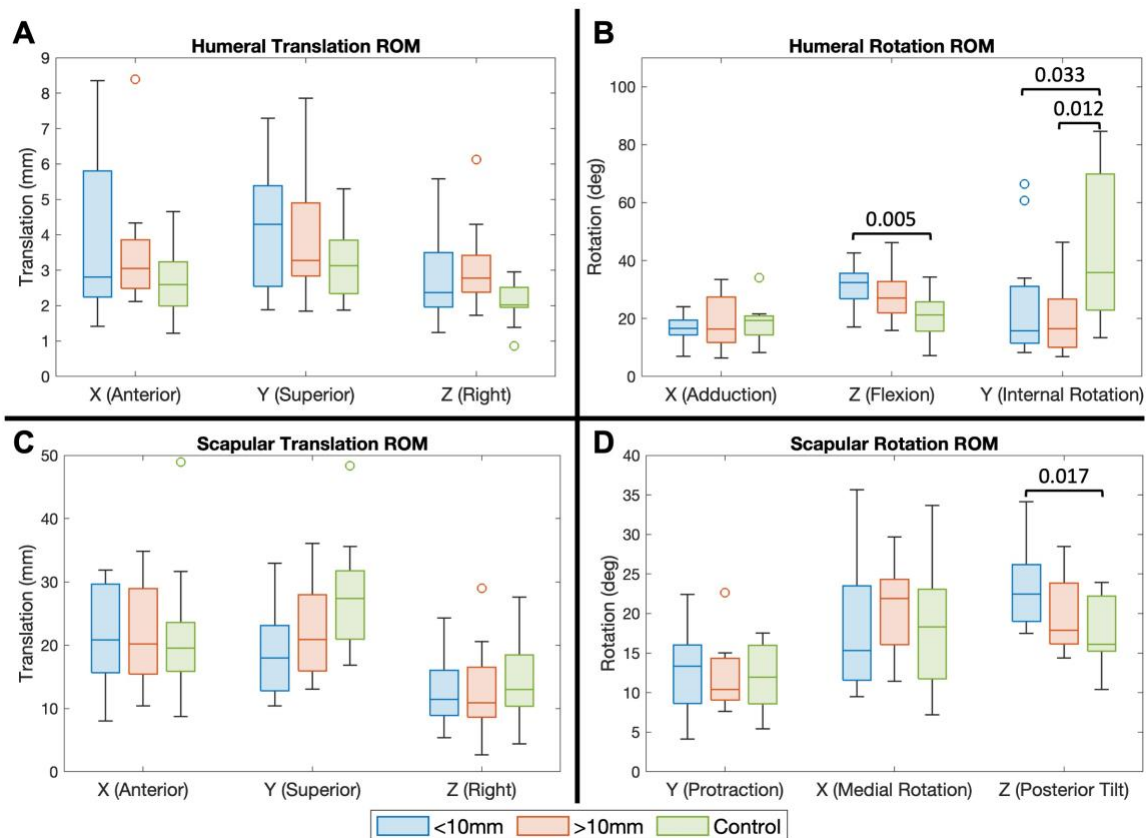 A
Humeral Translation ROM
Translation (mm)
9
8
7
6
5
4
3
2
1
0
X (Anterior) Y (Superior) Z (Right)
B
Humeral Rotation ROM
Rotation (deg)
100
80
60
40
20
0
0.033
0.012
0.005
X (Adduction) Z (Flexion) Y (Internal Rotation)
C
Scapular Translation ROM
Translation (mm)
50
40
30
20
10
0
X (Anterior) Y (Superior) Z (Right)
D
Scapular Rotation ROM
Rotation (deg)
40
35
30
25
20
15
10
5
0
0.017
Y (Protraction) X (Medial Rotation) Z (Posterior Tilt)
<10mm >10mm Control